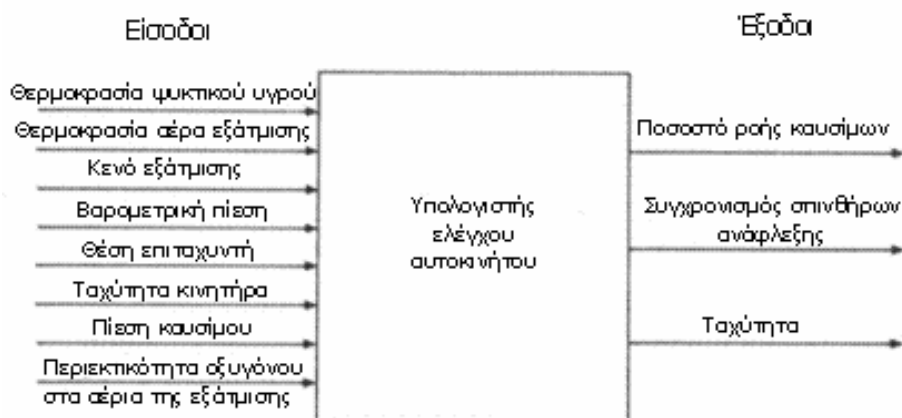 Είσοδοι
Έξοδοι
Θερμοκρασία ψυκτικού υγρού
Θερμοκρασία αέρα εξάτμισης
Κενό εξάτμισης
Βαρομετρική πίεση
Θέση επιταχυντή
Ταχύτητα κινητήρα
Πίεση καυσίμου
Περιεκτικότητα οξυγόνου
στα αέρια της εξάτμισης
Υπολογιστής
ελέγχου
αυτοκινήτου
Ποσοστό ροής καυσίμων
Συγχρονισμός σπινθήρων
ανάφλεξης
Ταχύτητα